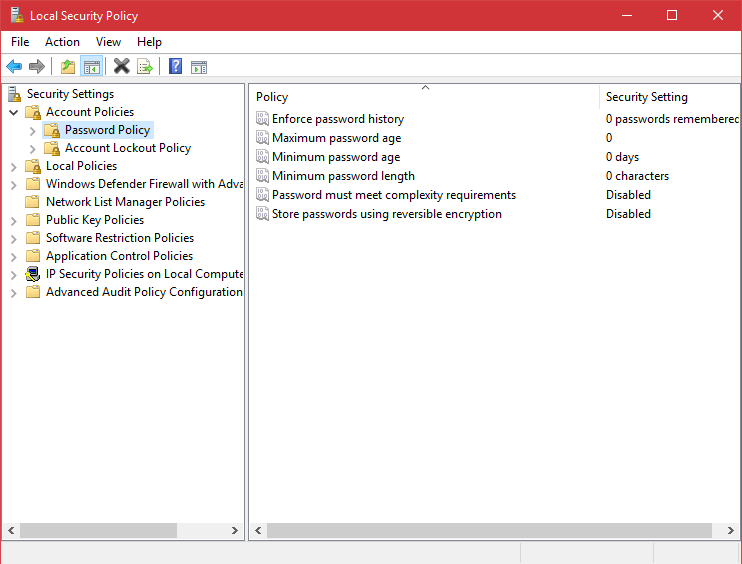 Local Security Policy
File Action View Help
Security Settings
Account Policies
Password Policy
Account Lockout Policy
Local Policies
Windows Defender Firewall with Adva
Network List Manager Policies
Public Key Policies
Software Restriction Policies
Application Control Policies
IP Security Policies on Local Compute
Advanced Audit Policy Configuration
Policy Security Setting
Enforce password history 0 passwords remembered
Maximum password age 0
Minimum password age 0 days
Minimum password length 0 characters
Password must meet complexity requirements Disabled
Store passwords using reversible encryption Disabled